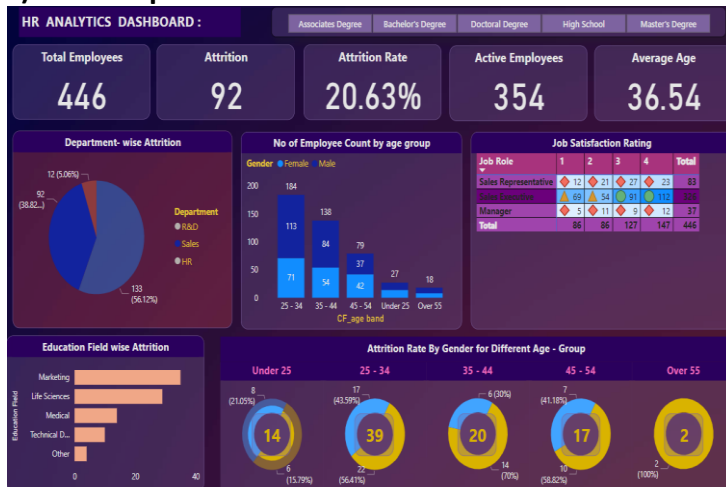 HR ANALYTICS DASHBOARD :
Associates Degree
Bachelor's Degree
Doctoral Degree
High School
Master's Degree
Total Employees
446
Attrition
92
Attrition Rate
20.63%
Active Employees
354
Average Age
36.54
Department- wise Attrition
12 (5.06%)
92
(38.82...)
133
(56.12%)
Department
R&D
Sales
HR
No of Employee Count by age group
Gender Female Male
200
150
100
50
0
184
113
71
138
84
54
79
37
42
27
18
25 - 34
35 - 44
45 - 54
Under 25
Over 55
CF_age band
Job Satisfaction Rating
Job Role 1 2 3 4 Total
Sales Representative 12 21 27 23 83
69 54 91 112
Manager 5 11 9 12 37
Total 86 86 127 147 446
Education Field wise Attrition
Education Field
Marketing
Life Sciences
Medical
Technical D...
Other
0 20 40
Attrition Rate By Gender for Different Age - Group
Under 25
8
(21.05%)
14
6
(15.79%)
25 - 34
17
(43.59%)
39
22
(56.41%)
35 - 44
6 (30%)
20
14
(70%)
45 - 54
7
(41.18%)
17
10
(58.82%)
Over 55
2
2
(100%)